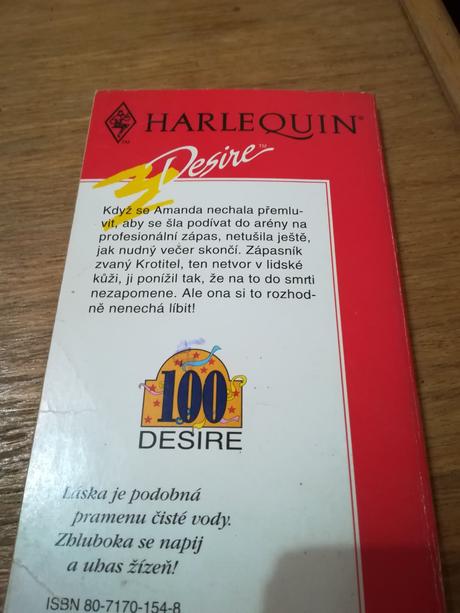 HARLEQUIN®
TM
Desire™
Když se Amanda nechala přemlu-
vit, aby se šla podívat do arény na
profesionální zápas, netušila ještě,
jak nudný večer skončí. Zápasník
zvaný Krotitel, ten netvor v lidské
kůži, ji ponížil tak, že na to do smrti
nezapomene. Ale ona si to rozhod-
ně nenechá líbit!
100
DESIRE
Láska je podobná
prameni čisté vody.
Zhluboka se napij
a uhas žízeň!
ISBN 80-7170-154-8